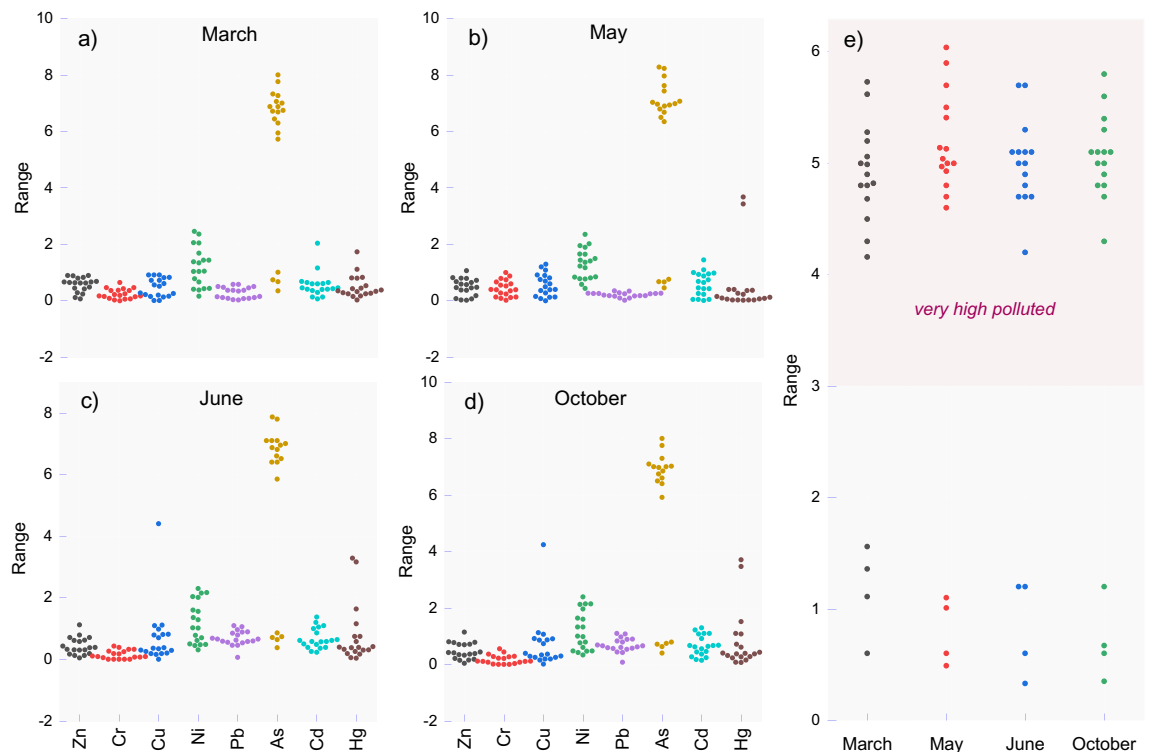 a)
March
10
8
6
4
2
0
-2
Range
b)
May
10
8
6
4
2
0
-2
Range
c)
June
8
6
4
2
0
-2
Range
Zn Cr Cu Ni Pb As Cd Hg
d)
October
10
8
6
4
2
0
-2
Range
Zn Cr Cu Ni Pb As Cd Hg
e)
6
5
4
3
2
1
0
Range
very high polluted
March May June October